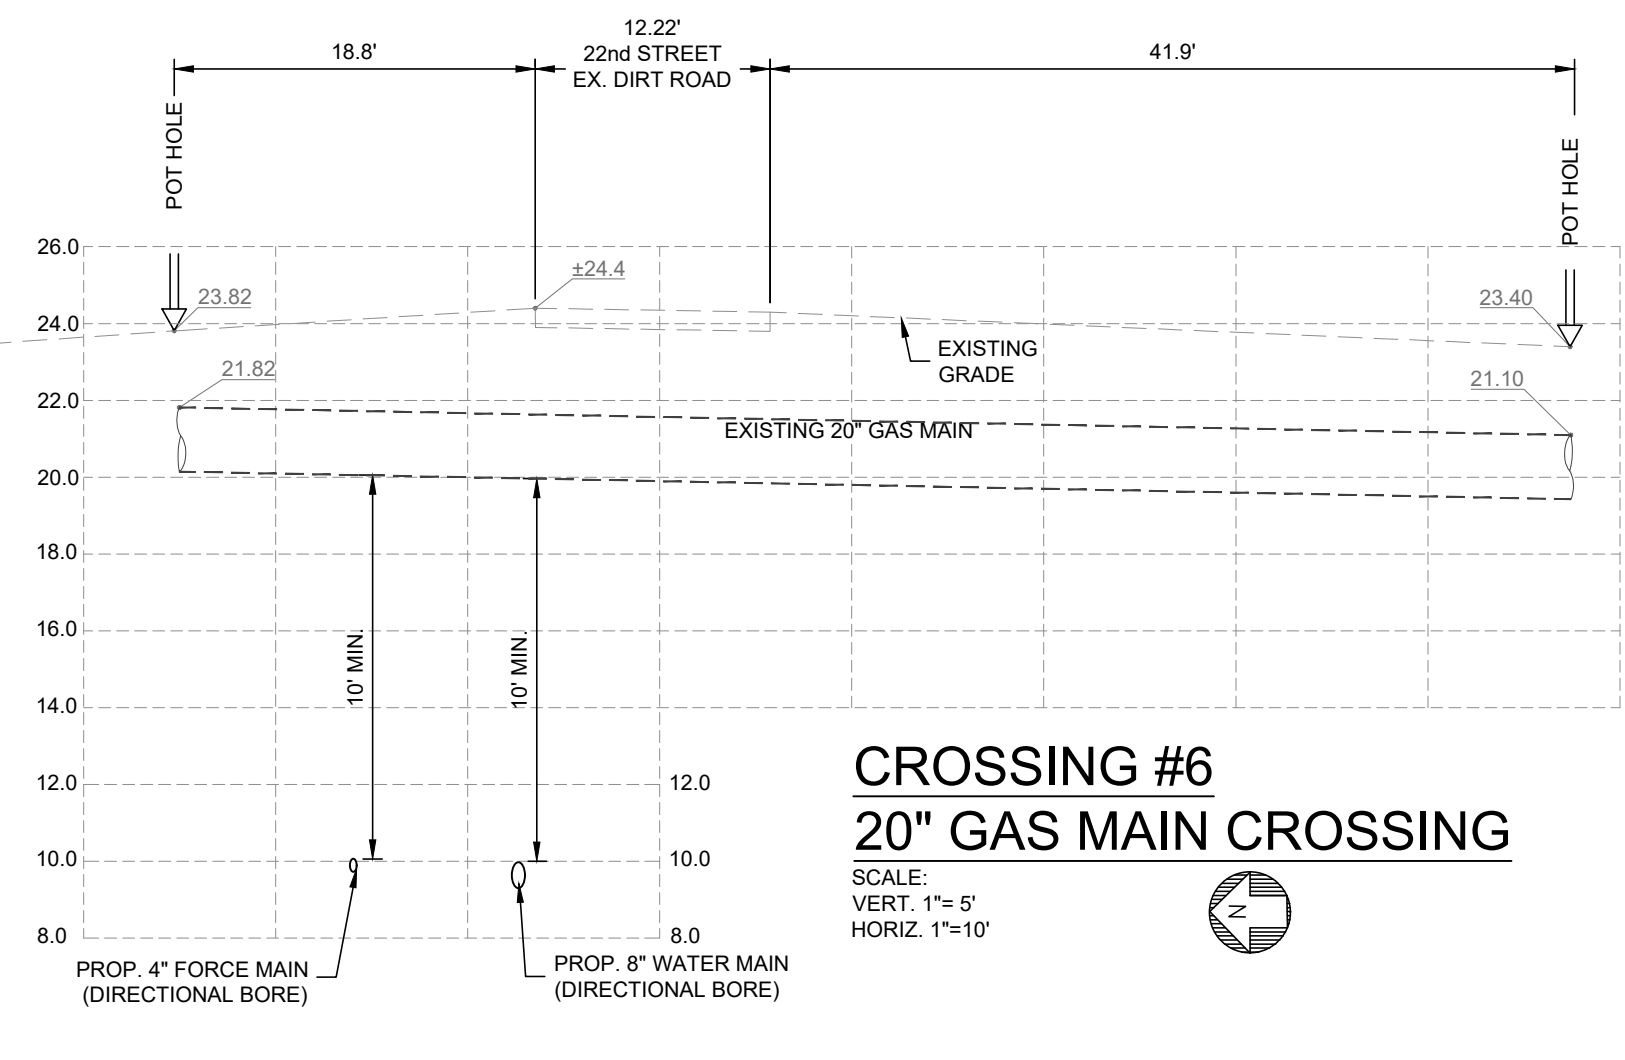 12.22'
18.8'
22nd STREET
41.9'
EX. DIRT ROAD
POT HOLE
POT HOLE
26.0
±24.4
23.82
23.40
24.0
EXISTING
GRADE
21.82
21.10
22.0
EXISTING 20" GAS MAIN
20.0
18.0
16.0
10' MIN.
10' MIN.
14.0
CROSSING #6
12.0
12.0
20" GAS MAIN CROSSING
10.0
10.0
SCALE:
VERT. 1"= 5'
HORIZ. 1"=10'
N
8.0
8.0
PROP. 4" FORCE MAIN
(DIRECTIONAL BORE)
PROP. 8" WATER MAIN
(DIRECTIONAL BORE)